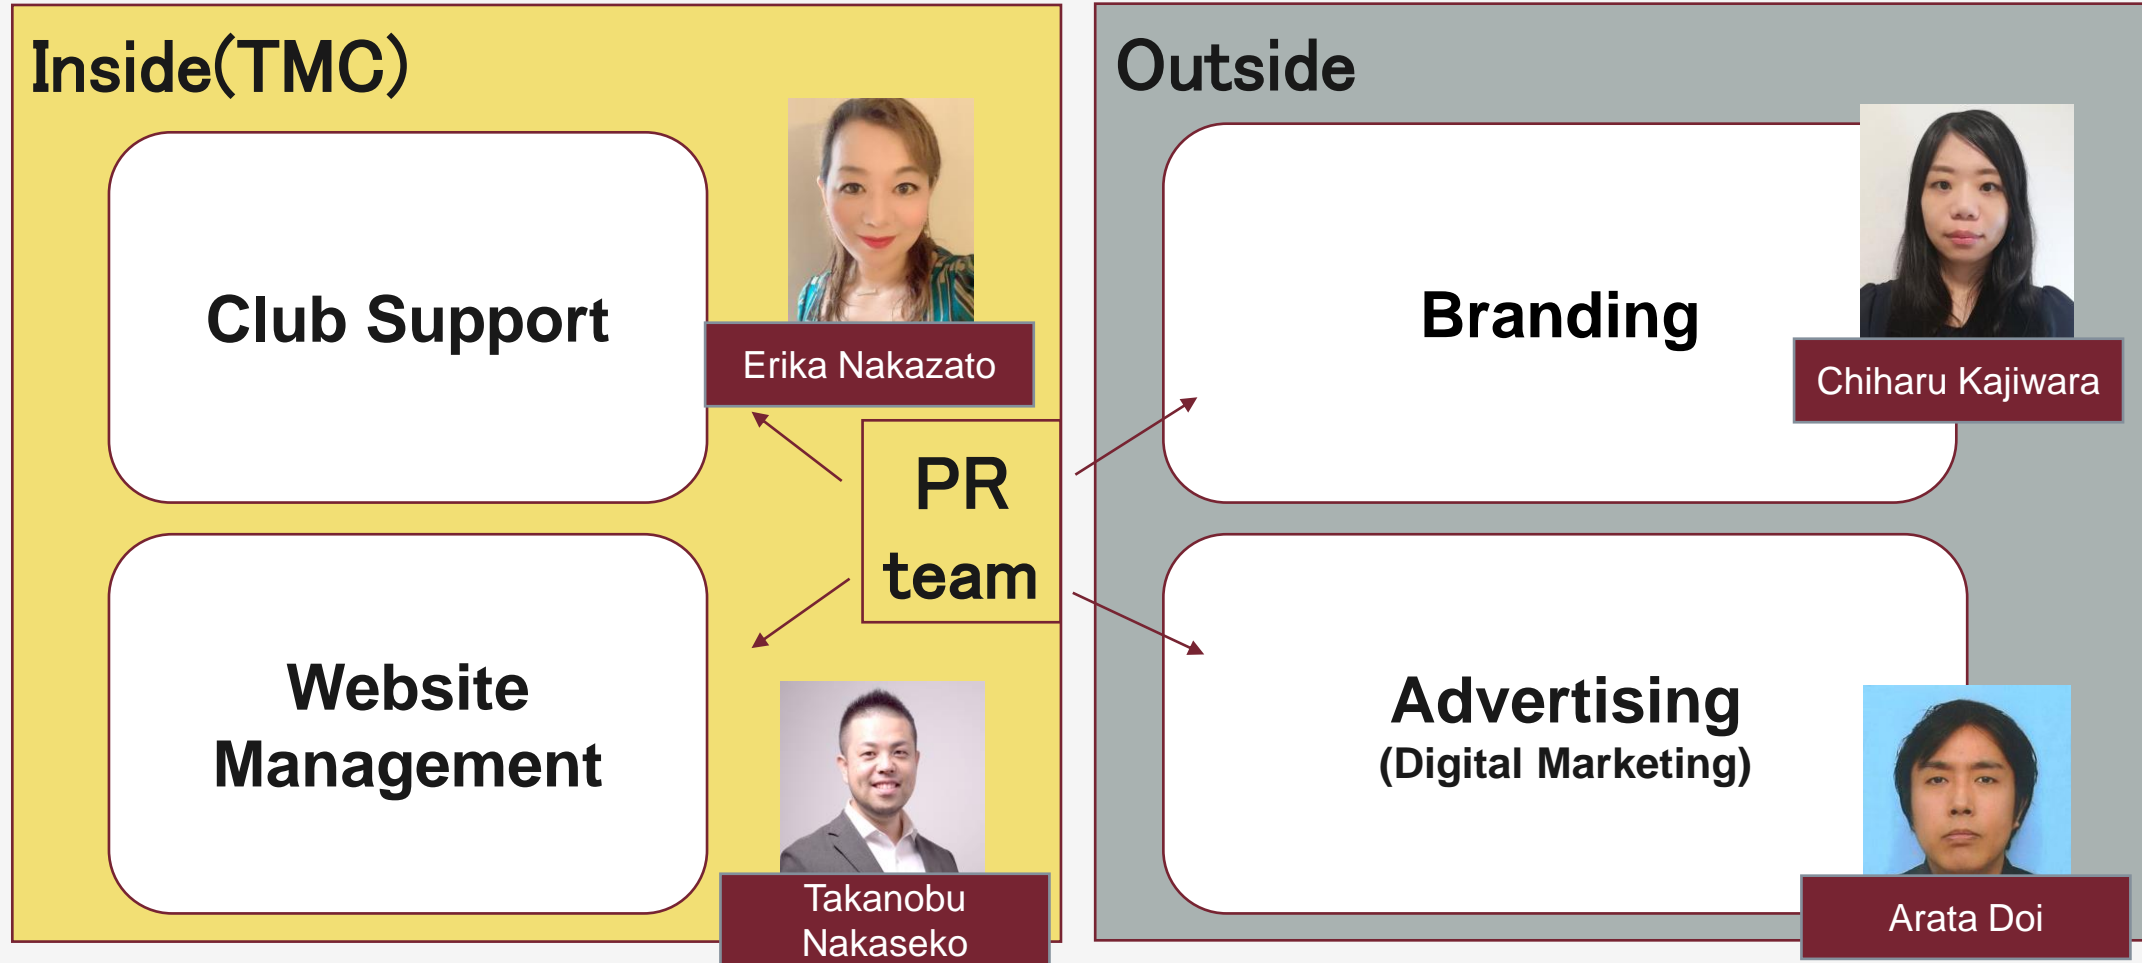 Inside(TMC)
Club Support
Erika Nakazato
Website
Management
Takanobu
Nakaseko
PR
team
Outside
Branding
Chiharu Kajiwara
Advertising
(Digital Marketing)
Arata Doi